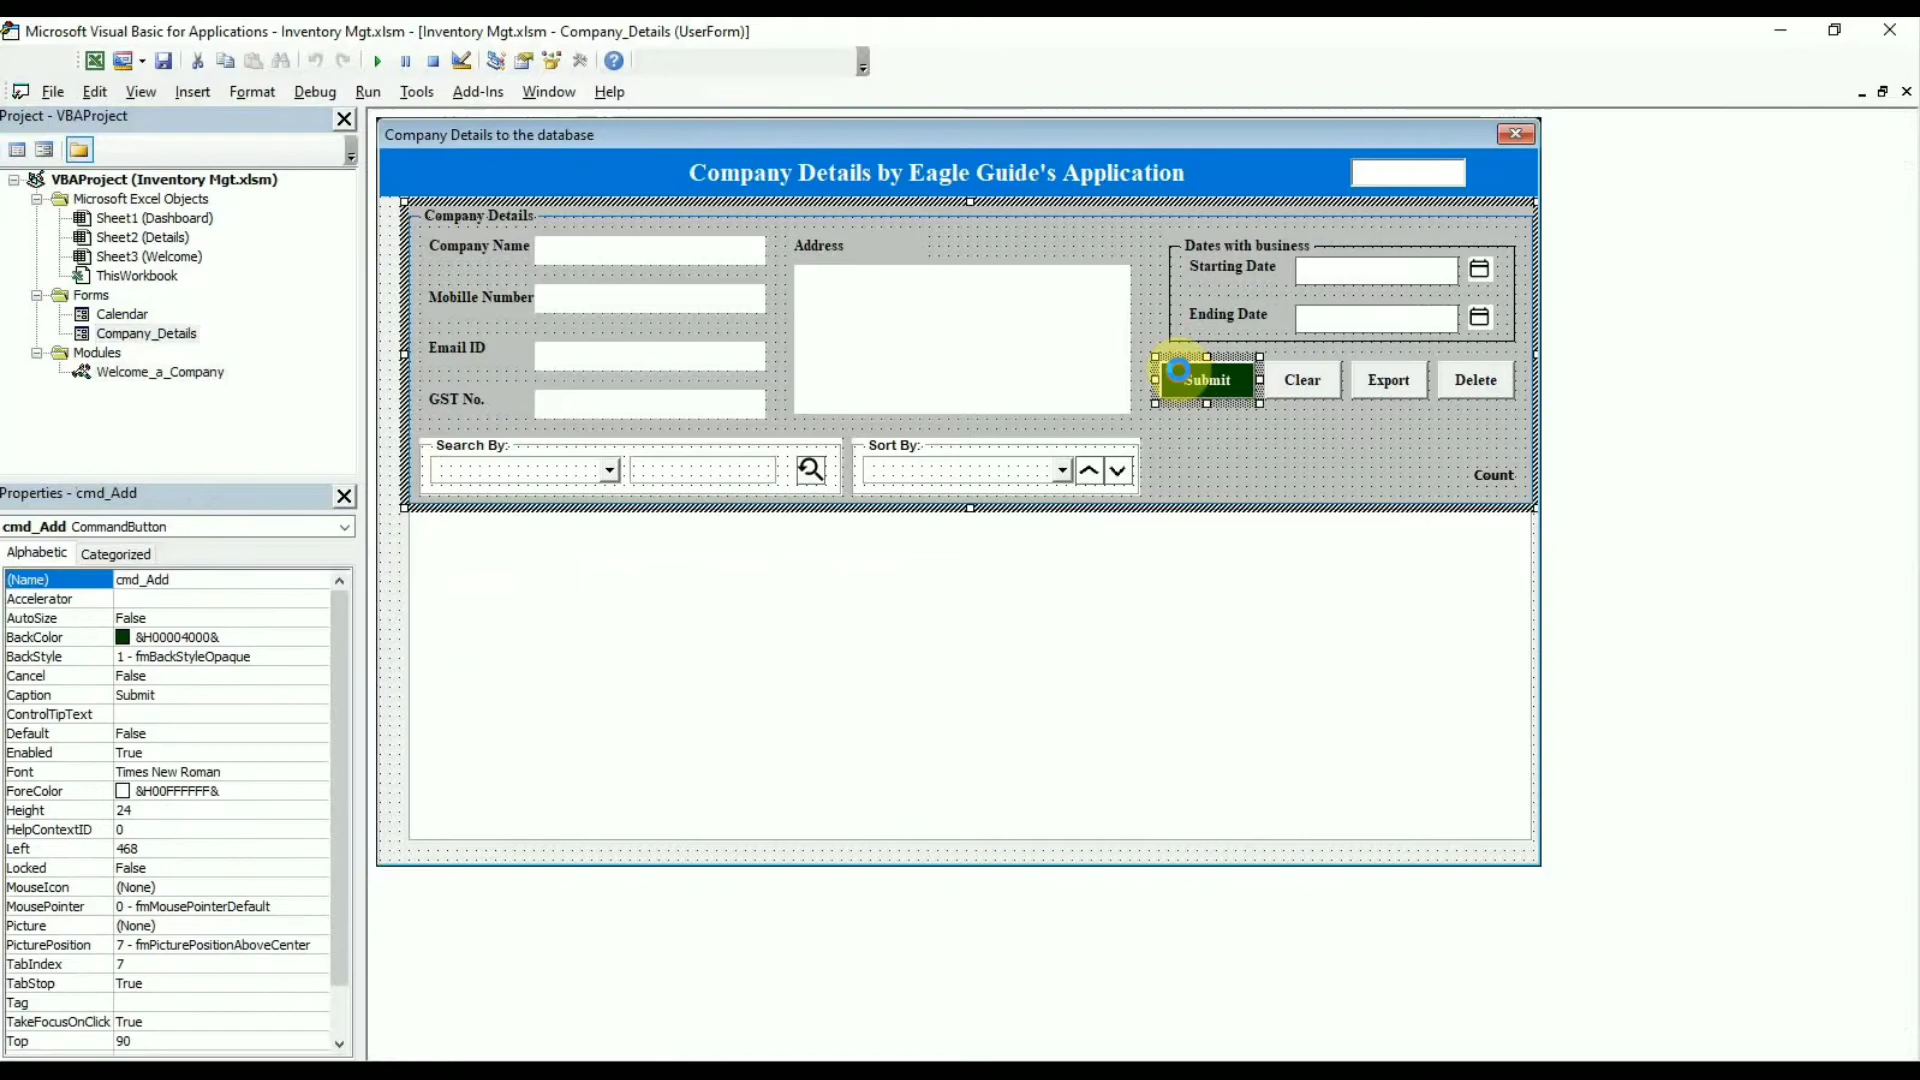 Microsoft Visual Basic for Applications - Inventory Mgt.xlsm - [Inventory Mgt.xlsm - Company_Details (UserForm)]
File Edit View Insert Format Debug Run Tools Add-Ins Window Help
Project - VBAProject
VBAProject (Inventory Mgt.xlsm)
Microsoft Excel Objects
Sheet1 (Dashboard)
Sheet2 (Details)
Sheet3 (Welcome)
ThisWorkbook
Forms
Calendar
Company_Details
Modules
Welcome_a_Company
Properties - cmd_Add
cmd_Add CommandButton
Alphabetic Categorized
(Name) cmd_Add
Accelerator
AutoSize False
BackColor &H00004000&
BackStyle 1 - fmBackStyleOpaque
Cancel False
Caption Submit
ControlTipText
Default False
Enabled True
Font Times New Roman
ForeColor &H00FFFFFF&
Height 24
HelpContextID 0
Left 468
Locked False
MouseIcon (None)
MousePointer 0 - fmMousePointerDefault
Picture (None)
PicturePosition 7 - fmPicturePositionAboveCenter
TabIndex 7
TabStop True
Tag
TakeFocusOnClick True
Top 90
Company Details to the database
Company Details by Eagle Guide's Application
Company Details
Company Name
Mobille Number
Email ID
GST No.
Address
Dates with business
Starting Date
Ending Date
Submit Clear Export Delete
Search By:
Sort By:
Count